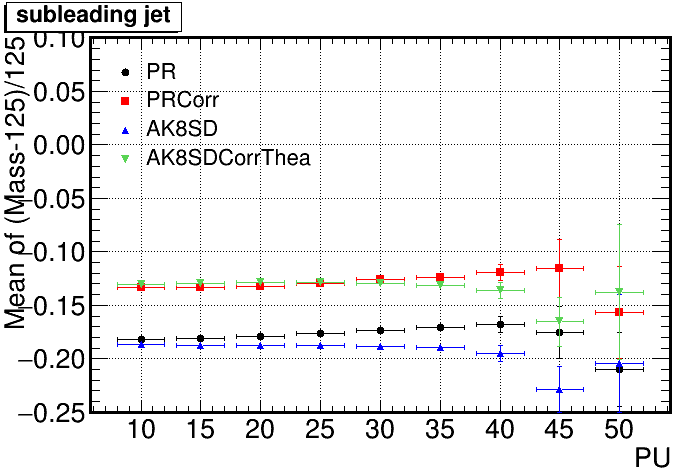 subleading jet
Mean of (Mass-125)/125
0.10
0.05
0.00
−0.05
−0.10
−0.15
−0.20
−0.25
PR
PRCorr
AK8SD
AK8SDCorrThea
10 15 20 25 30 35 40 45 50
PU